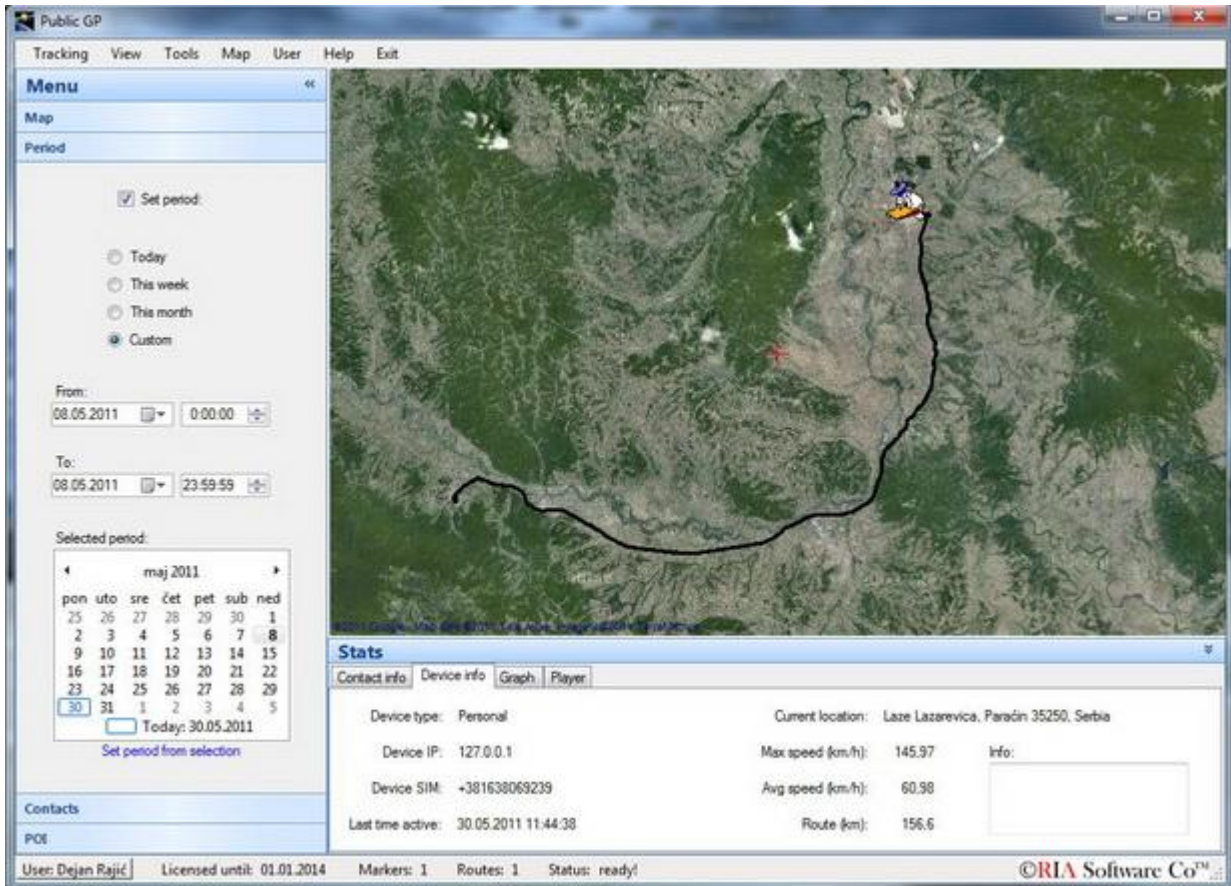 Public GP
Tracking View Tools Map User Help Exit
Menu
Map
Period
Set period:
Today
This week
This month
Custom
From:
08.05.2011 0:00:00
To:
08.05.2011 23:59:59
Selected period:
maj 2011
pon uto sre čet pet sub ned
25 26 27 28 29 30 1
2 3 4 5 6 7 8
9 10 11 12 13 14 15
16 17 18 19 20 21 22
23 24 25 26 27 28 29
30 31 1 2 3 4 5
Today: 30.05.2011
Set period from selection
Contacts
POI
Stats
Contact info Device info Graph Player
Device type: Personal
Device IP: 127.0.0.1
Device SIM: +381638069239
Last time active: 30.05.2011 11:44:38
Current location: Laze Lazarevica, Paraćin 35250, Serbia
Max speed (km/h): 145.97
Avg speed (km/h): 60.98
Route (km): 156.6
Info:
User: Dejan Rajić Licensed until: 01.01.2014 Markers: 1 Routes: 1 Status: ready!
©RIA Software Co™